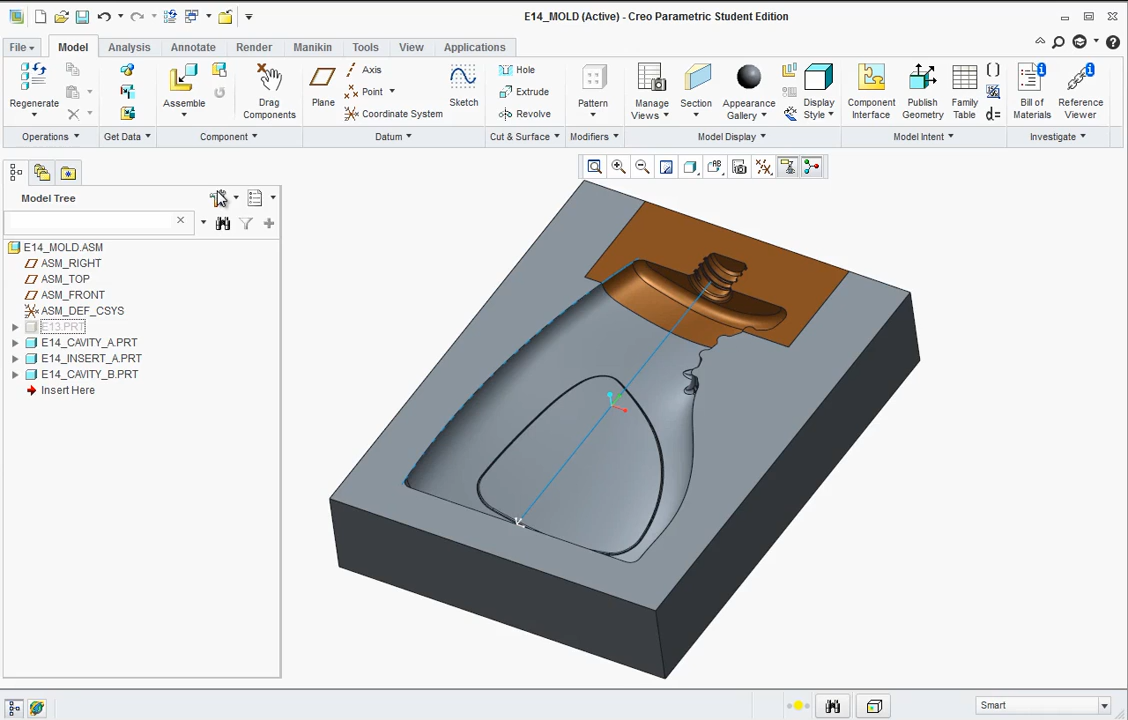 E14_MOLD (Active) - Creo Parametric Student Edition
File Model Analysis Annotate Render Manikin Tools View Applications
Regenerate
Assemble
Drag Components
Plane
Axis
Point
Coordinate System
Sketch
Hole
Extrude
Revolve
Pattern
Manage Views
Section
Appearance Gallery
Display Style
Component Interface
Publish Geometry
Family Table
d=
Bill of Materials
Reference Viewer
Operations Get Data Component Datum Cut & Surface Modifiers Model Display Model Intent Investigate
Model Tree
E14_MOLD.ASM
ASM_RIGHT
ASM_TOP
ASM_FRONT
ASM_DEF_CSYS
E13.PRT
E14_CAVITY_A.PRT
E14_INSERT_A.PRT
E14_CAVITY_B.PRT
Insert Here
Smart